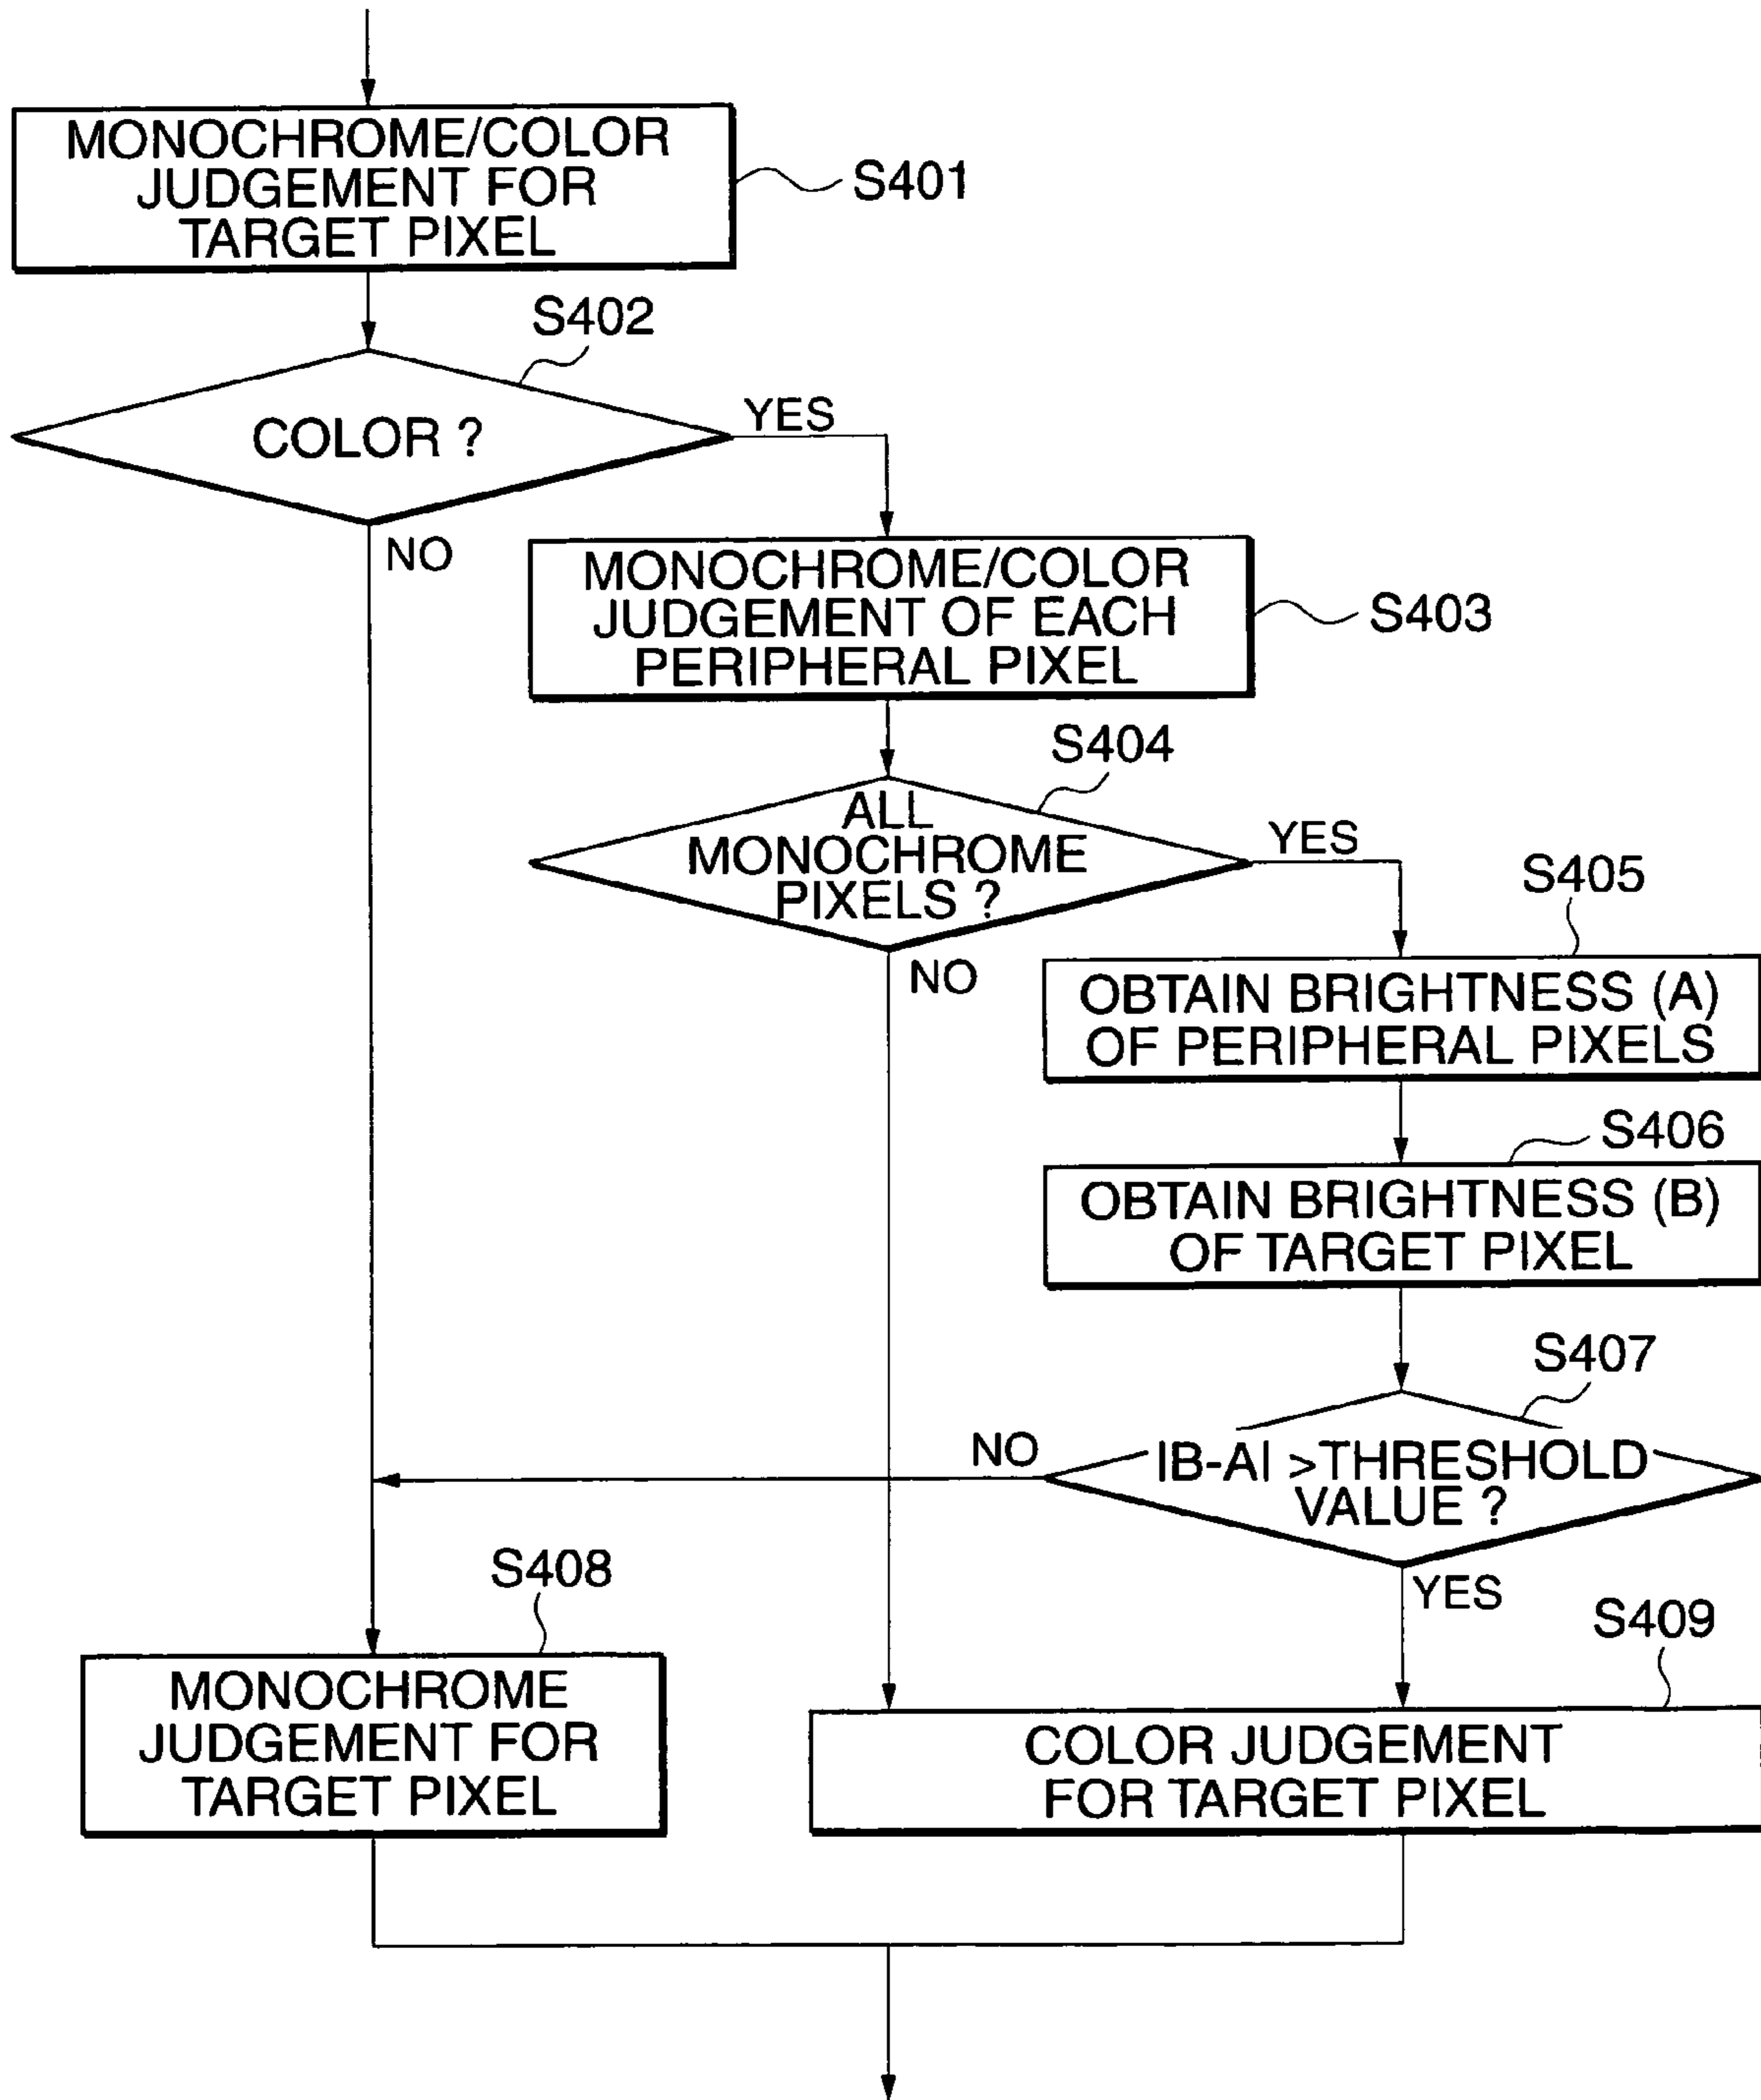 MONOCHROME/COLOR
JUDGEMENT FOR
TARGET PIXEL
S401
S402
COLOR ?
YES
NO
MONOCHROME/COLOR
JUDGEMENT OF EACH
PERIPHERAL PIXEL
S403
S404
ALL
MONOCHROME
PIXELS ?
YES
NO
S405
OBTAIN BRIGHTNESS (A)
OF PERIPHERAL PIXELS
S406
OBTAIN BRIGHTNESS (B)
OF TARGET PIXEL
S407
NO
|B-A| >THRESHOLD
VALUE ?
YES
S408
MONOCHROME
JUDGEMENT FOR
TARGET PIXEL
S409
COLOR JUDGEMENT
FOR TARGET PIXEL